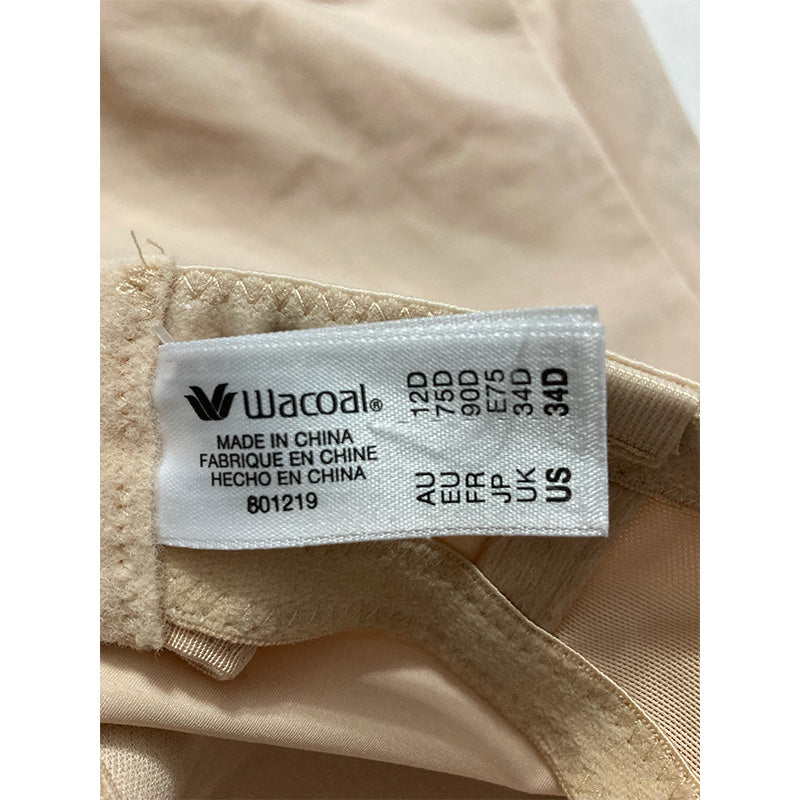 Wacoal®
MADE IN CHINA
FABRIQUE EN CHINE
HECHO EN CHINA
801219
AU 12D
EU 75D
FR 90D
JP E75
UK 34D
US 34D